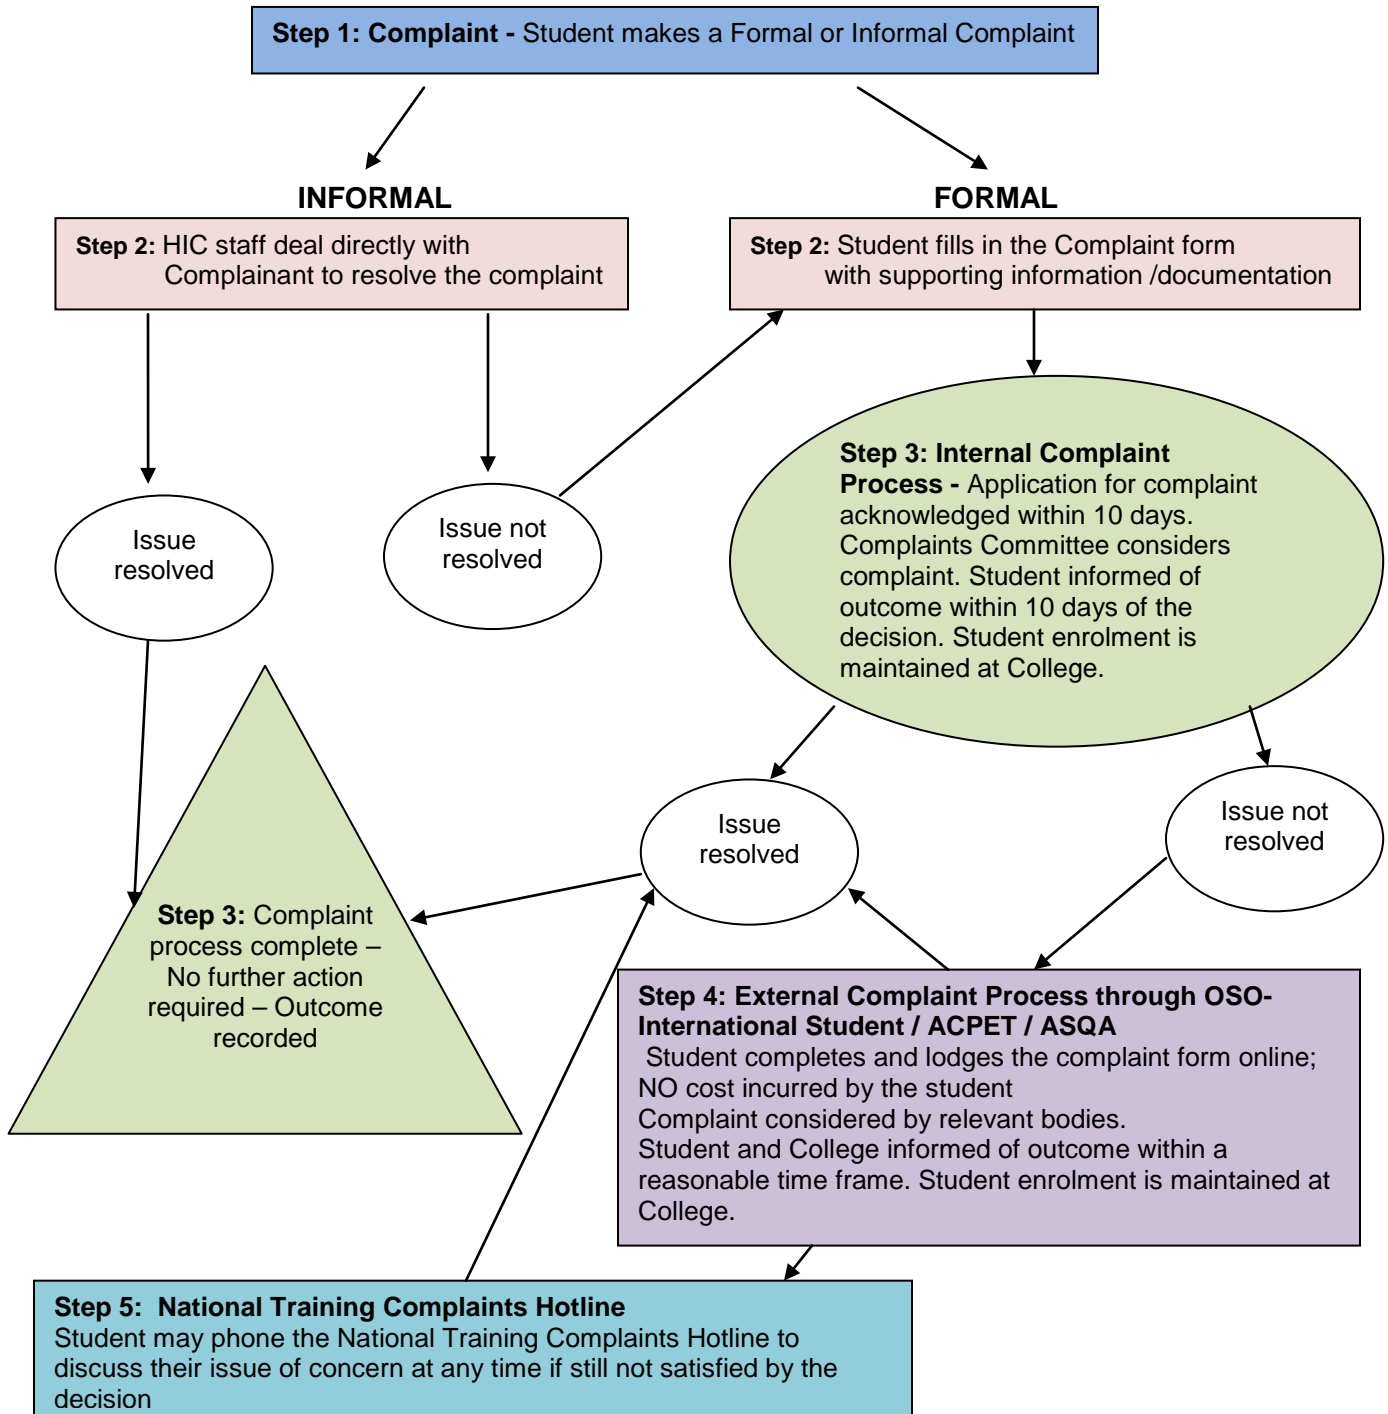 Step 1: Complaint - Student makes a Formal or Informal Complaint
INFORMAL
FORMAL
Step 2: HIC staff deal directly with
Complainant to resolve the complaint
Step 2: Student fills in the Complaint form
with supporting information /documentation
Issue
resolved
Issue not
resolved
Step 3: Internal Complaint
Process - Application for complaint
acknowledged within 10 days.
Complaints Committee considers
complaint. Student informed of
outcome within 10 days of the
decision. Student enrolment is
maintained at College.
Issue
resolved
Issue not
resolved
Step 3: Complaint
process complete –
No further action
required – Outcome
recorded
Step 4: External Complaint Process through OSO-
International Student / ACPET / ASQA
Student completes and lodges the complaint form online;
NO cost incurred by the student
Complaint considered by relevant bodies.
Student and College informed of outcome within a
reasonable time frame. Student enrolment is maintained at
College.
Step 5: National Training Complaints Hotline
Student may phone the National Training Complaints Hotline to
discuss their issue of concern at any time if still not satisfied by the
decision